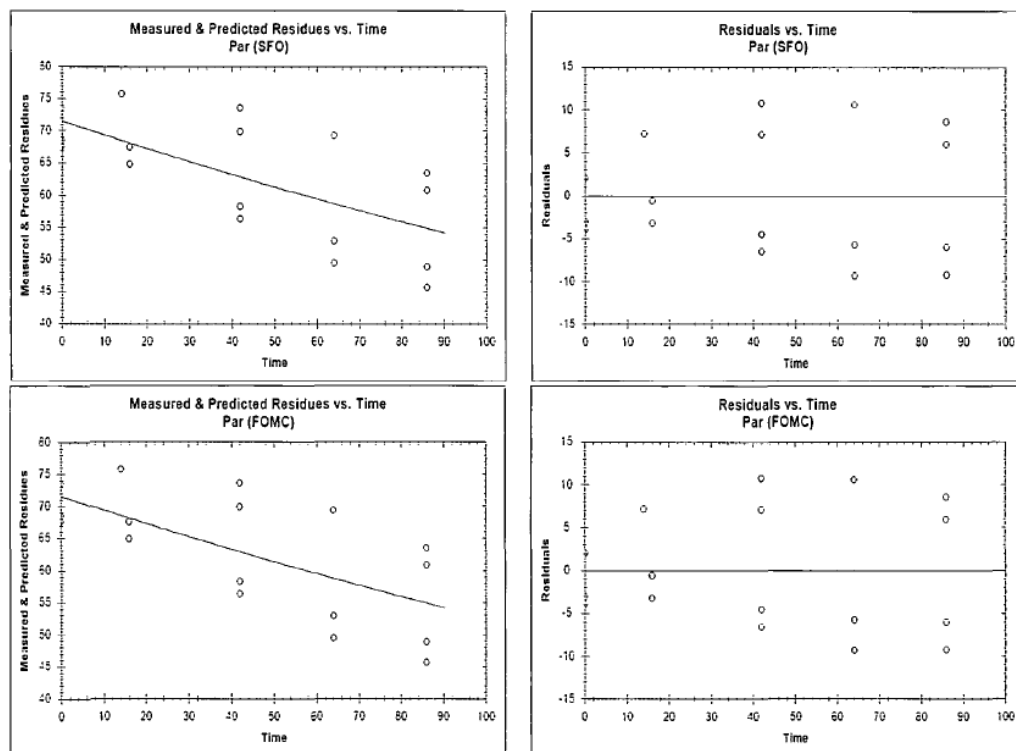 Measured & Predicted Residues vs. Time
Par (SFO)
Measured & Predicted Residues
80
75
70
65
60
55
50
45
40
0 10 20 30 40 50 60 70 80 90 100
Time
Residuals vs. Time
Par (SFO)
Residuals
15
10
5
0
-5
-10
-15
0 10 20 30 40 50 60 70 80 90 100
Time
Measured & Predicted Residues vs. Time
Par (FOMC)
Measured & Predicted Residues
80
75
70
65
60
55
50
45
40
0 10 20 30 40 50 60 70 80 90 100
Time
Residuals vs. Time
Par (FOMC)
Residuals
15
10
5
0
-5
-10
-15
0 10 20 30 40 50 60 70 80 90 100
Time